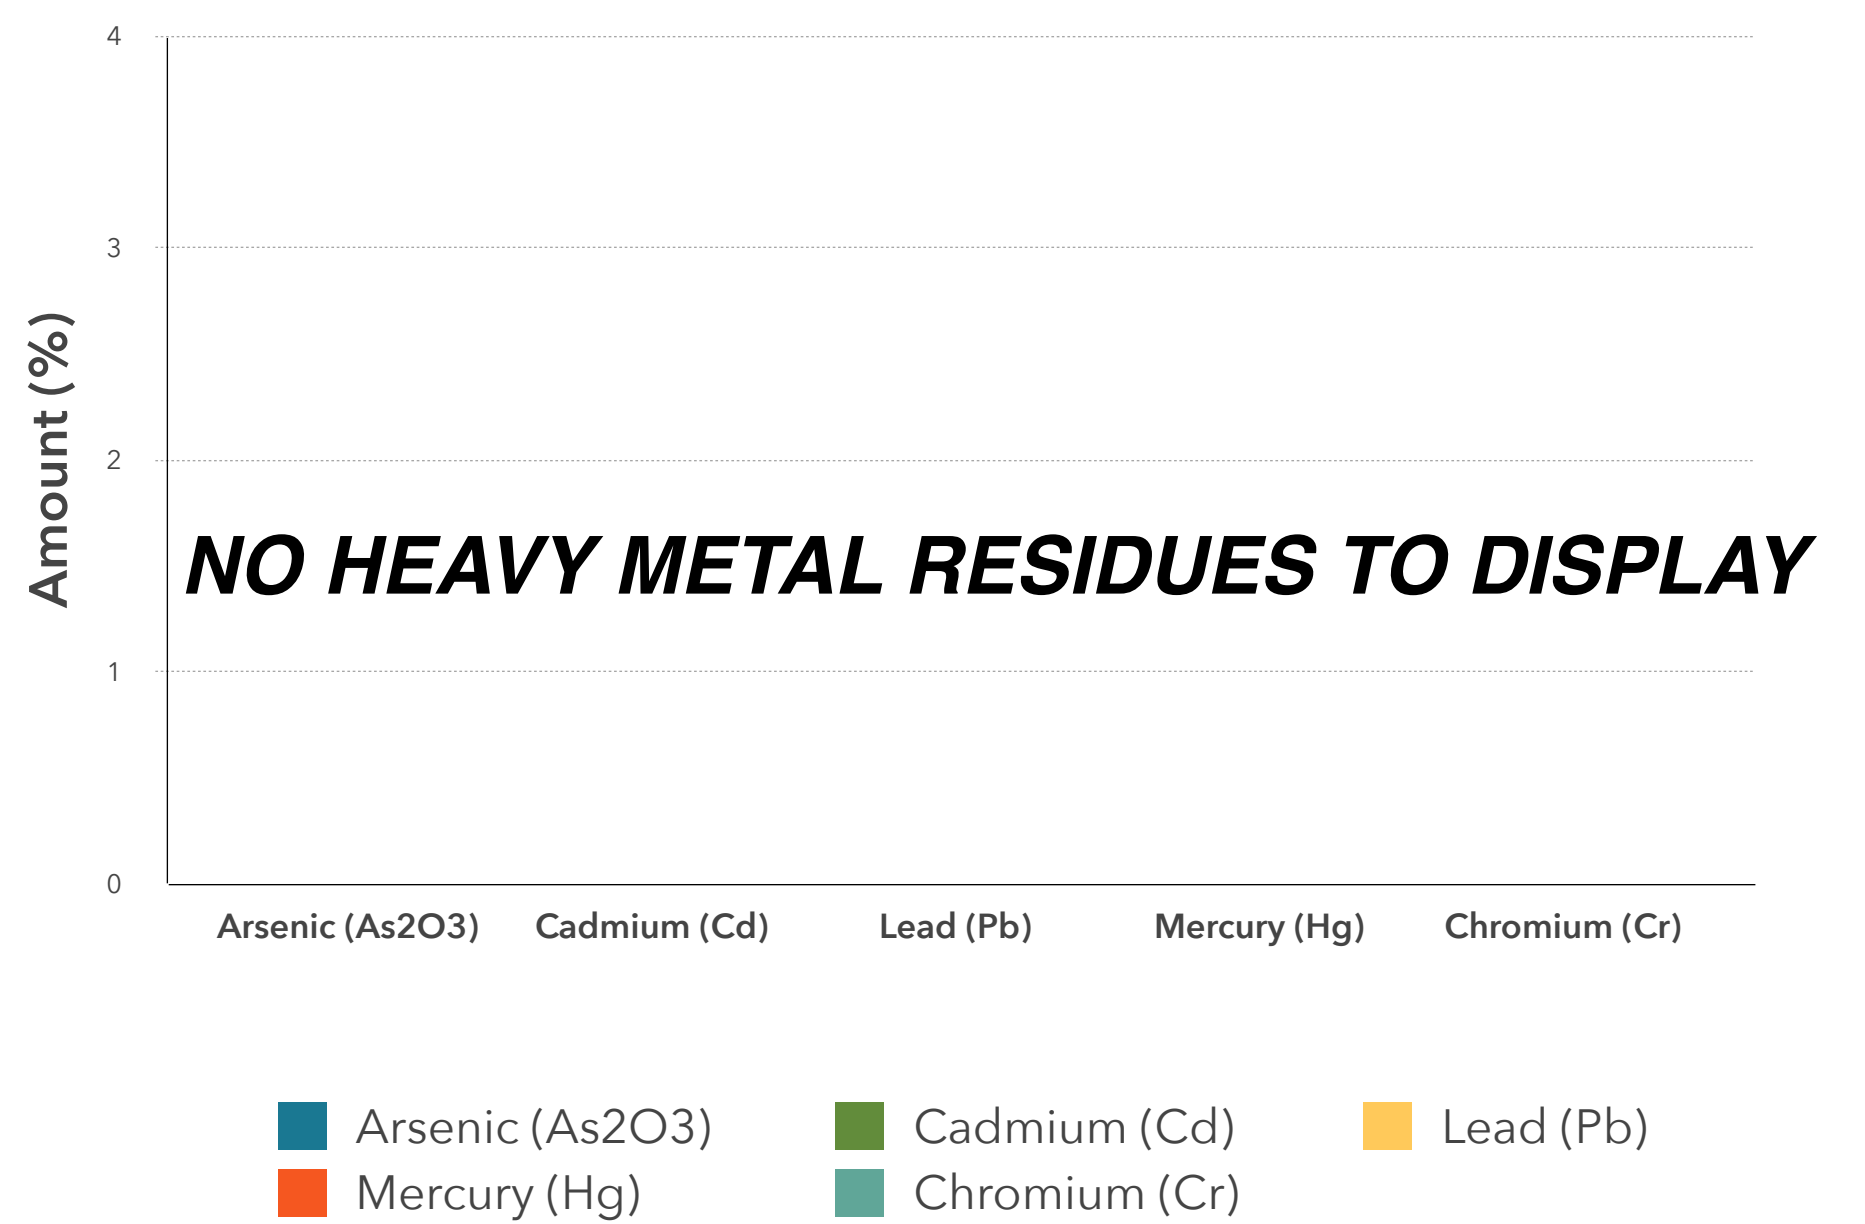 4
3
2
1
0
Amount (%)
NO HEAVY METAL RESIDUES TO DISPLAY
Arsenic (As2O3) Cadmium (Cd) Lead (Pb) Mercury (Hg) Chromium (Cr)
Arsenic (As2O3) Cadmium (Cd) Lead (Pb)
Mercury (Hg) Chromium (Cr)